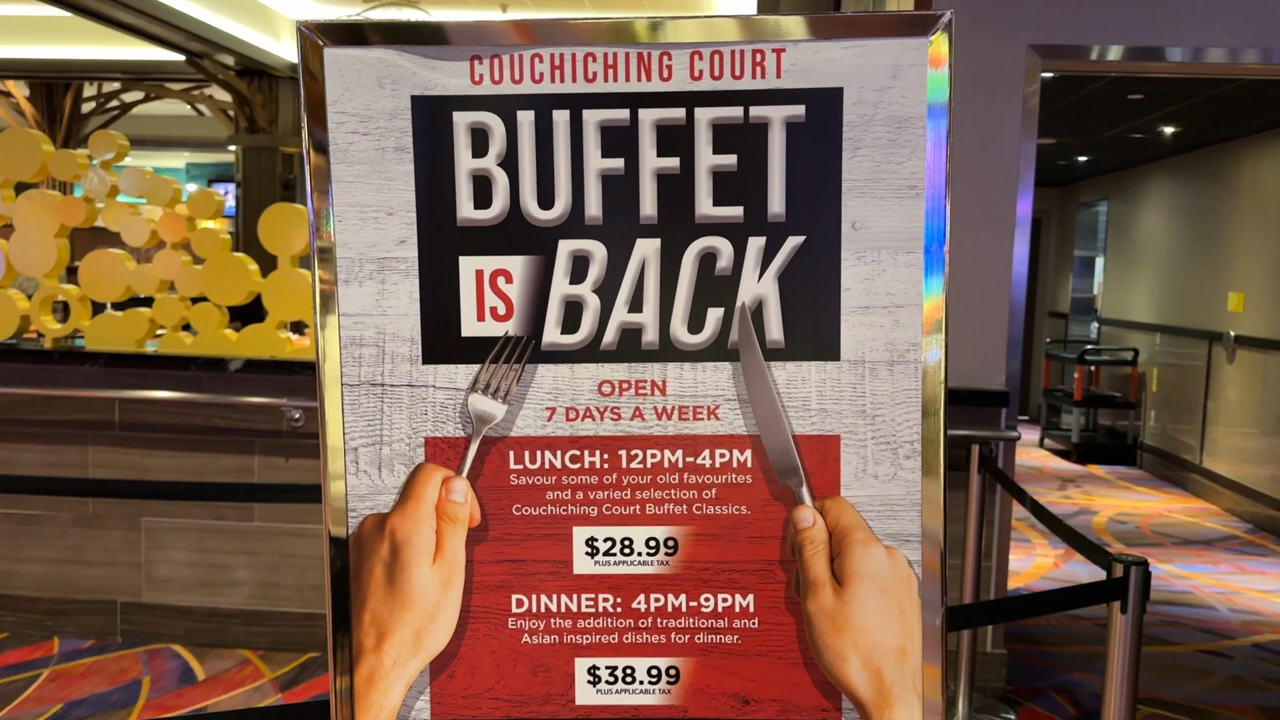 COUCHICHING COURT
BUFFET
IS BACK
OPEN
7 DAYS A WEEK
LUNCH: 12PM-4PM
Savour some of your old favourites
and a varied selection of
Couchiching Court Buffet Classics.
$28.99
PLUS APPLICABLE TAX
DINNER: 4PM-9PM
Enjoy the addition of traditional and
Asian inspired dishes for dinner.
$38.99
PLUS APPLICABLE TAX